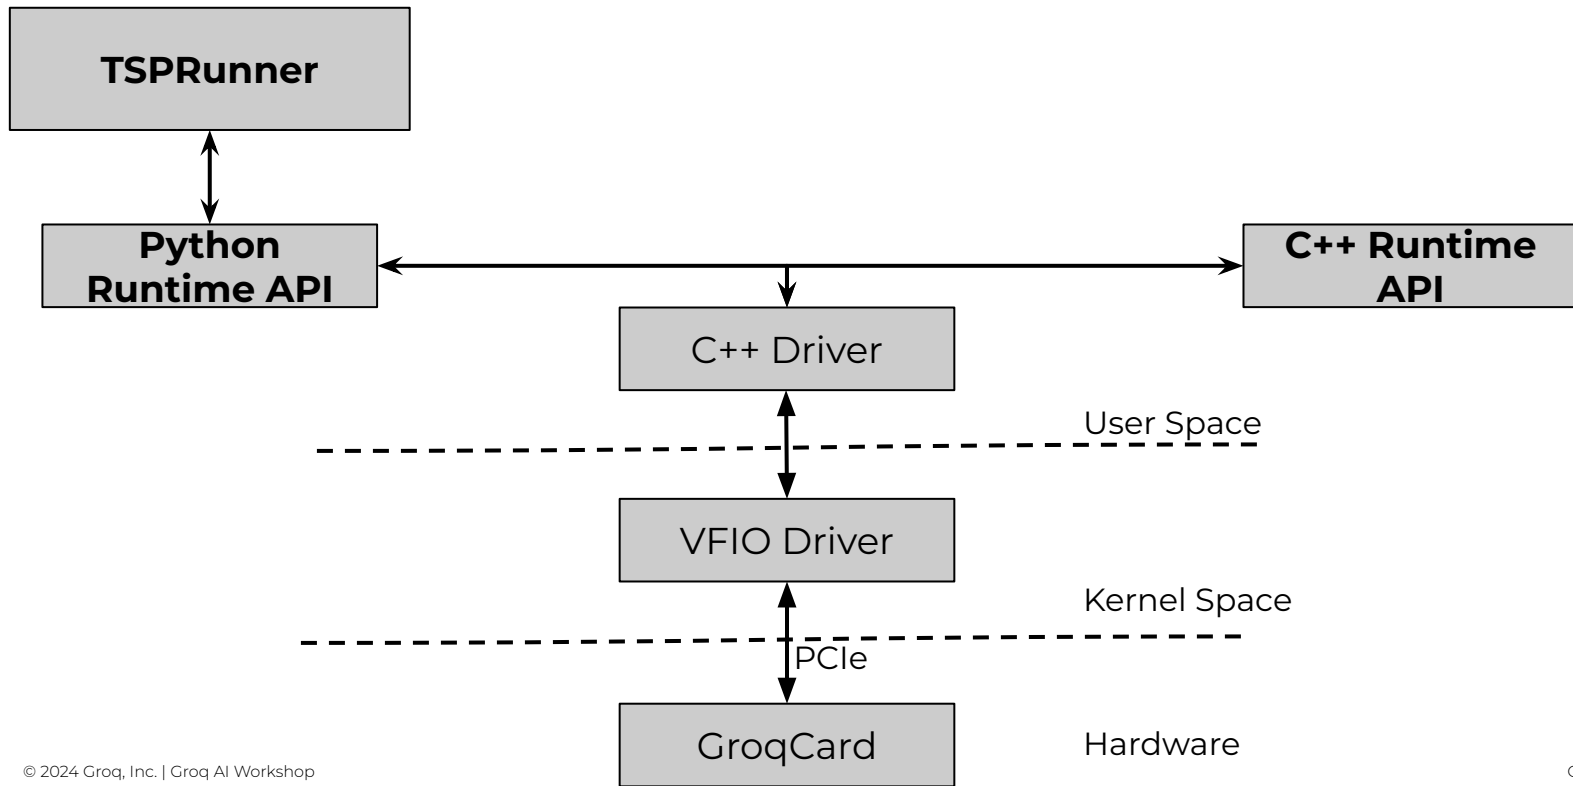 TSPRunner
Python
Runtime API
C++ Runtime
API
C++ Driver
User Space
VFIO Driver
Kernel Space
PCIe
GroqCard
Hardware
© 2024 Groq, Inc. | Groq AI Workshop